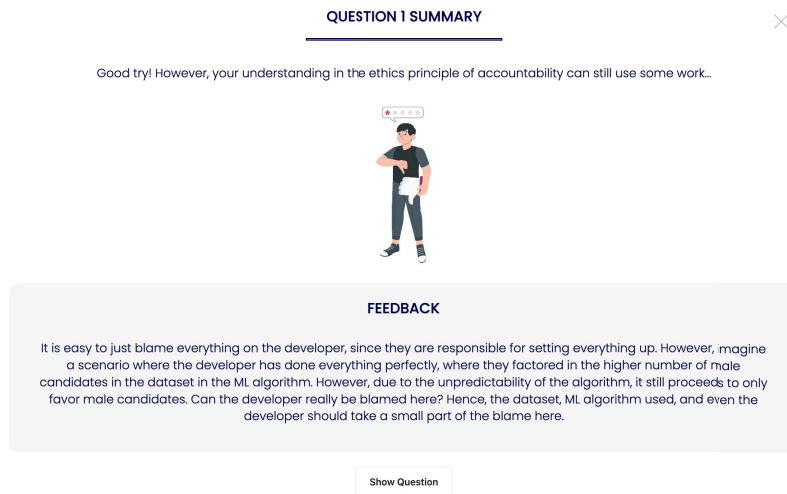 QUESTION 1 SUMMARY
Good try! However, your understanding in the ethics principle of accountability can still use some work...
FEEDBACK
It is easy to just blame everything on the developer, since they are responsible for setting everything up. However, imagine
a scenario where the developer has done everything perfectly, where they factored in the higher number of male
candidates in the dataset in the ML algorithm. However, due to the unpredictability of the algorithm, it still proceeds to only
favor male candidates. Can the developer really be blamed here? Hence, the dataset, ML algorithm used, and even the
developer should take a small part of the blame here.
Show Question